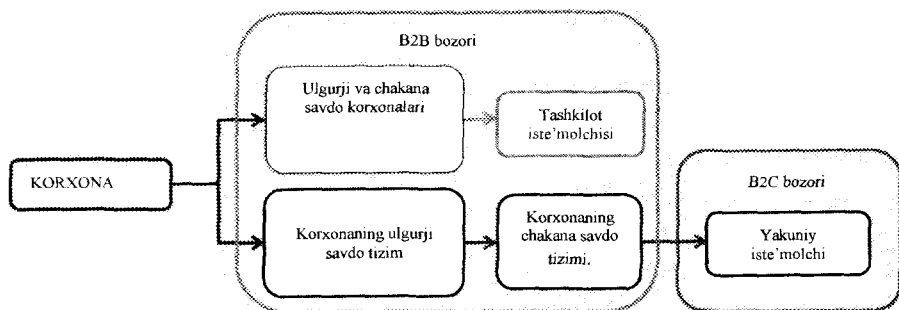 B2B bozori
Ulgurji va chakana
savdo korxonalari
Tashkilot
iste’molchisi
KORXONA
Korxonaning ulgurji
savdo tizim
Korxonaning
chakana savdo
tizimi.
B2C bozori
Yakuniy
iste’molchi